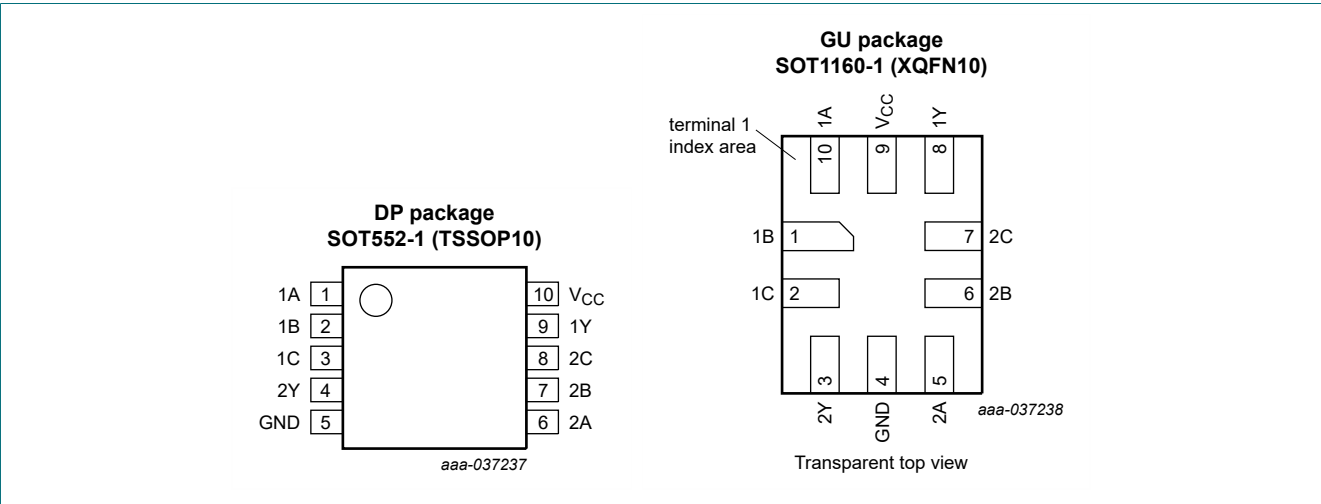 DP package
SOT552-1 (TSSOP10)
1A 1 10 VCC
1B 2 9 1Y
1C 3 8 2C
2Y 4 7 2B
GND 5 6 2A
aaa-037237
GU package
SOT1160-1 (XQFN10)
terminal 1
index area
1A VCC 1Y
10 9 8
1B 1 7 2C
1C 2 6 2B
3 4 5
2Y GND 2A
aaa-037238
Transparent top view